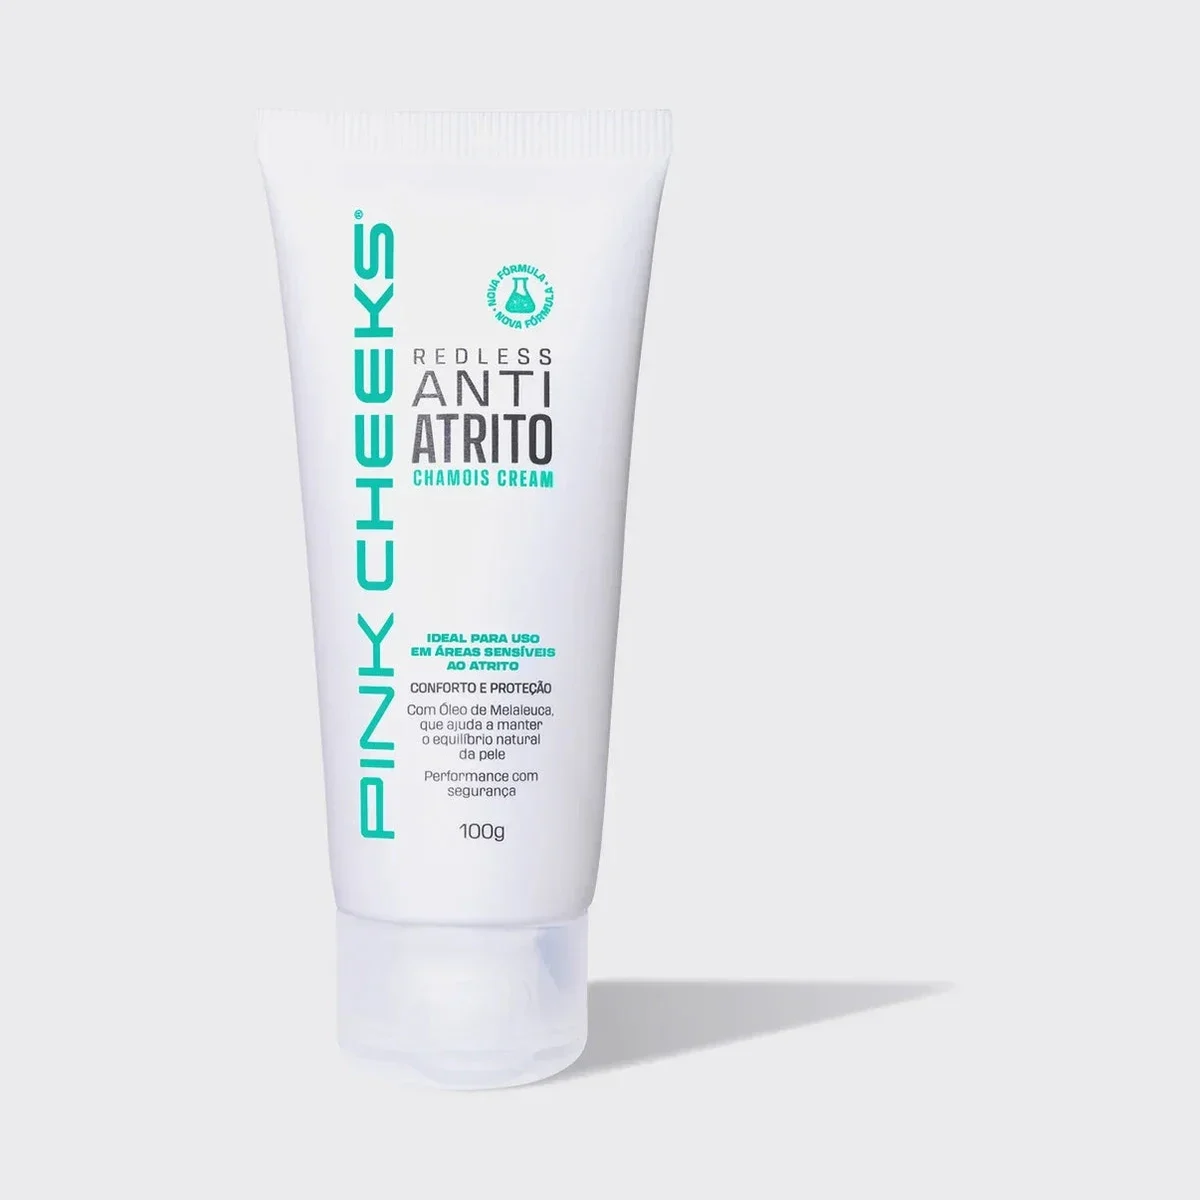 PINK CHEEKS®
NOVA FÓRMULA • NOVA FÓRMULA •
REDLESS
ANTI
ATRITO
CHAMOIS CREAM
IDEAL PARA USO
EM ÁREAS SENSÍVEIS
AO ATRITO
CONFORTO E PROTEÇÃO
Com Óleo de Melaleuca,
que ajuda a manter
o equilíbrio natural
da pele
Performance com
segurança
100g